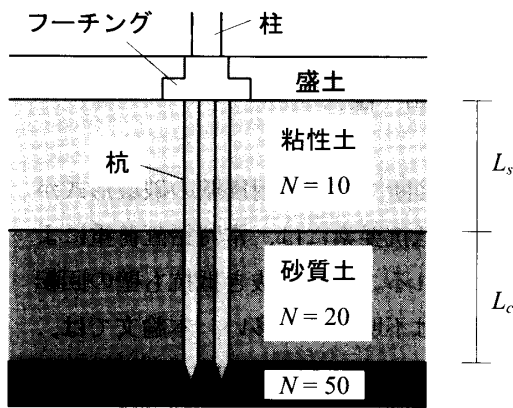 フーチング
柱
盛土
粘性土
杭
N = 10
L_s
砂質土
N = 20
L_c
N = 50